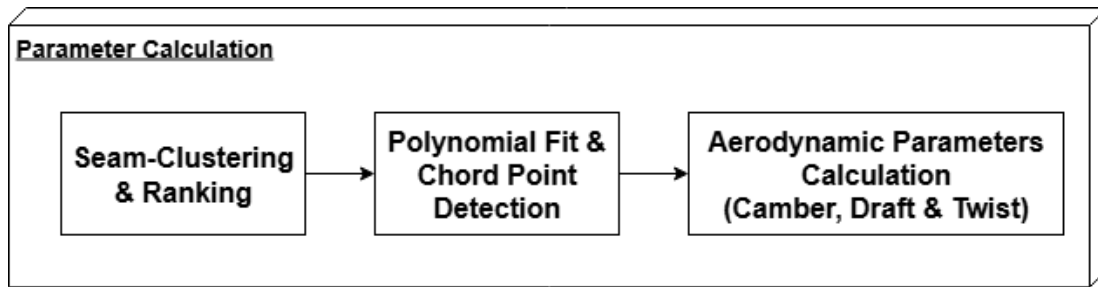 Parameter Calculation
Seam-Clustering
& Ranking
Polynomial Fit &
Chord Point
Detection
Aerodynamic Parameters
Calculation
(Camber, Draft & Twist)